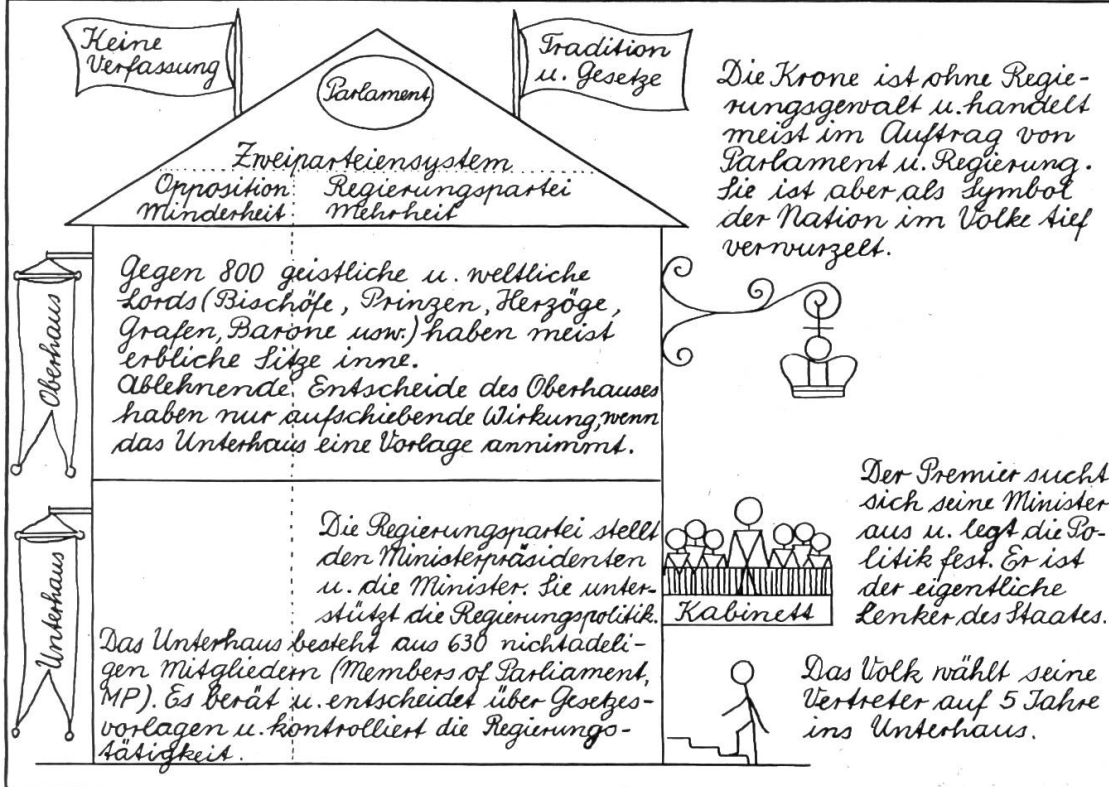 Keine
Verfassung
Tradition
u. Gesetze
Parlament
Zweiparteiensystem
Opposition Regierungspartei
Minderheit Mehrheit
Die Krone ist ohne Regie-
rungsgewalt u. handelt
meist im Auftrag von
Parlament u. Regierung.
Sie ist aber als Symbol
der Nation im Volke tief
verwurzelt.
Oberhaus
Gegen 800 geistliche u. weltliche
Lords (Bischöfe, Prinzen, Herzöge,
Grafen, Barone usw.) haben meist
erbliche Sitze inne.
Ablehnende Entscheide des Oberhauses
haben nur aufschiebende Wirkung, wenn
das Unterhaus eine Vorlage annimmt.
Unterhaus
Die Regierungspartei stellt
den Ministerpräsidenten
u. die Minister. Sie unter-
stützt die Regierungspolitik.
Das Unterhaus besteht aus 630 nichtadeli-
gen Mitgliedern (Members of Parliament,
MP). Es berät u. entscheidet über Gesetzes-
vorlagen u. kontrolliert die Regierungs-
tätigkeit.
Kabinett
Der Premier sucht
sich seine Minister
aus u. legt die Po-
litik fest. Er ist
der eigentliche
Lenker des Staates.
Das Volk wählt seine
Vertreter auf 5 Jahre
ins Unterhaus.